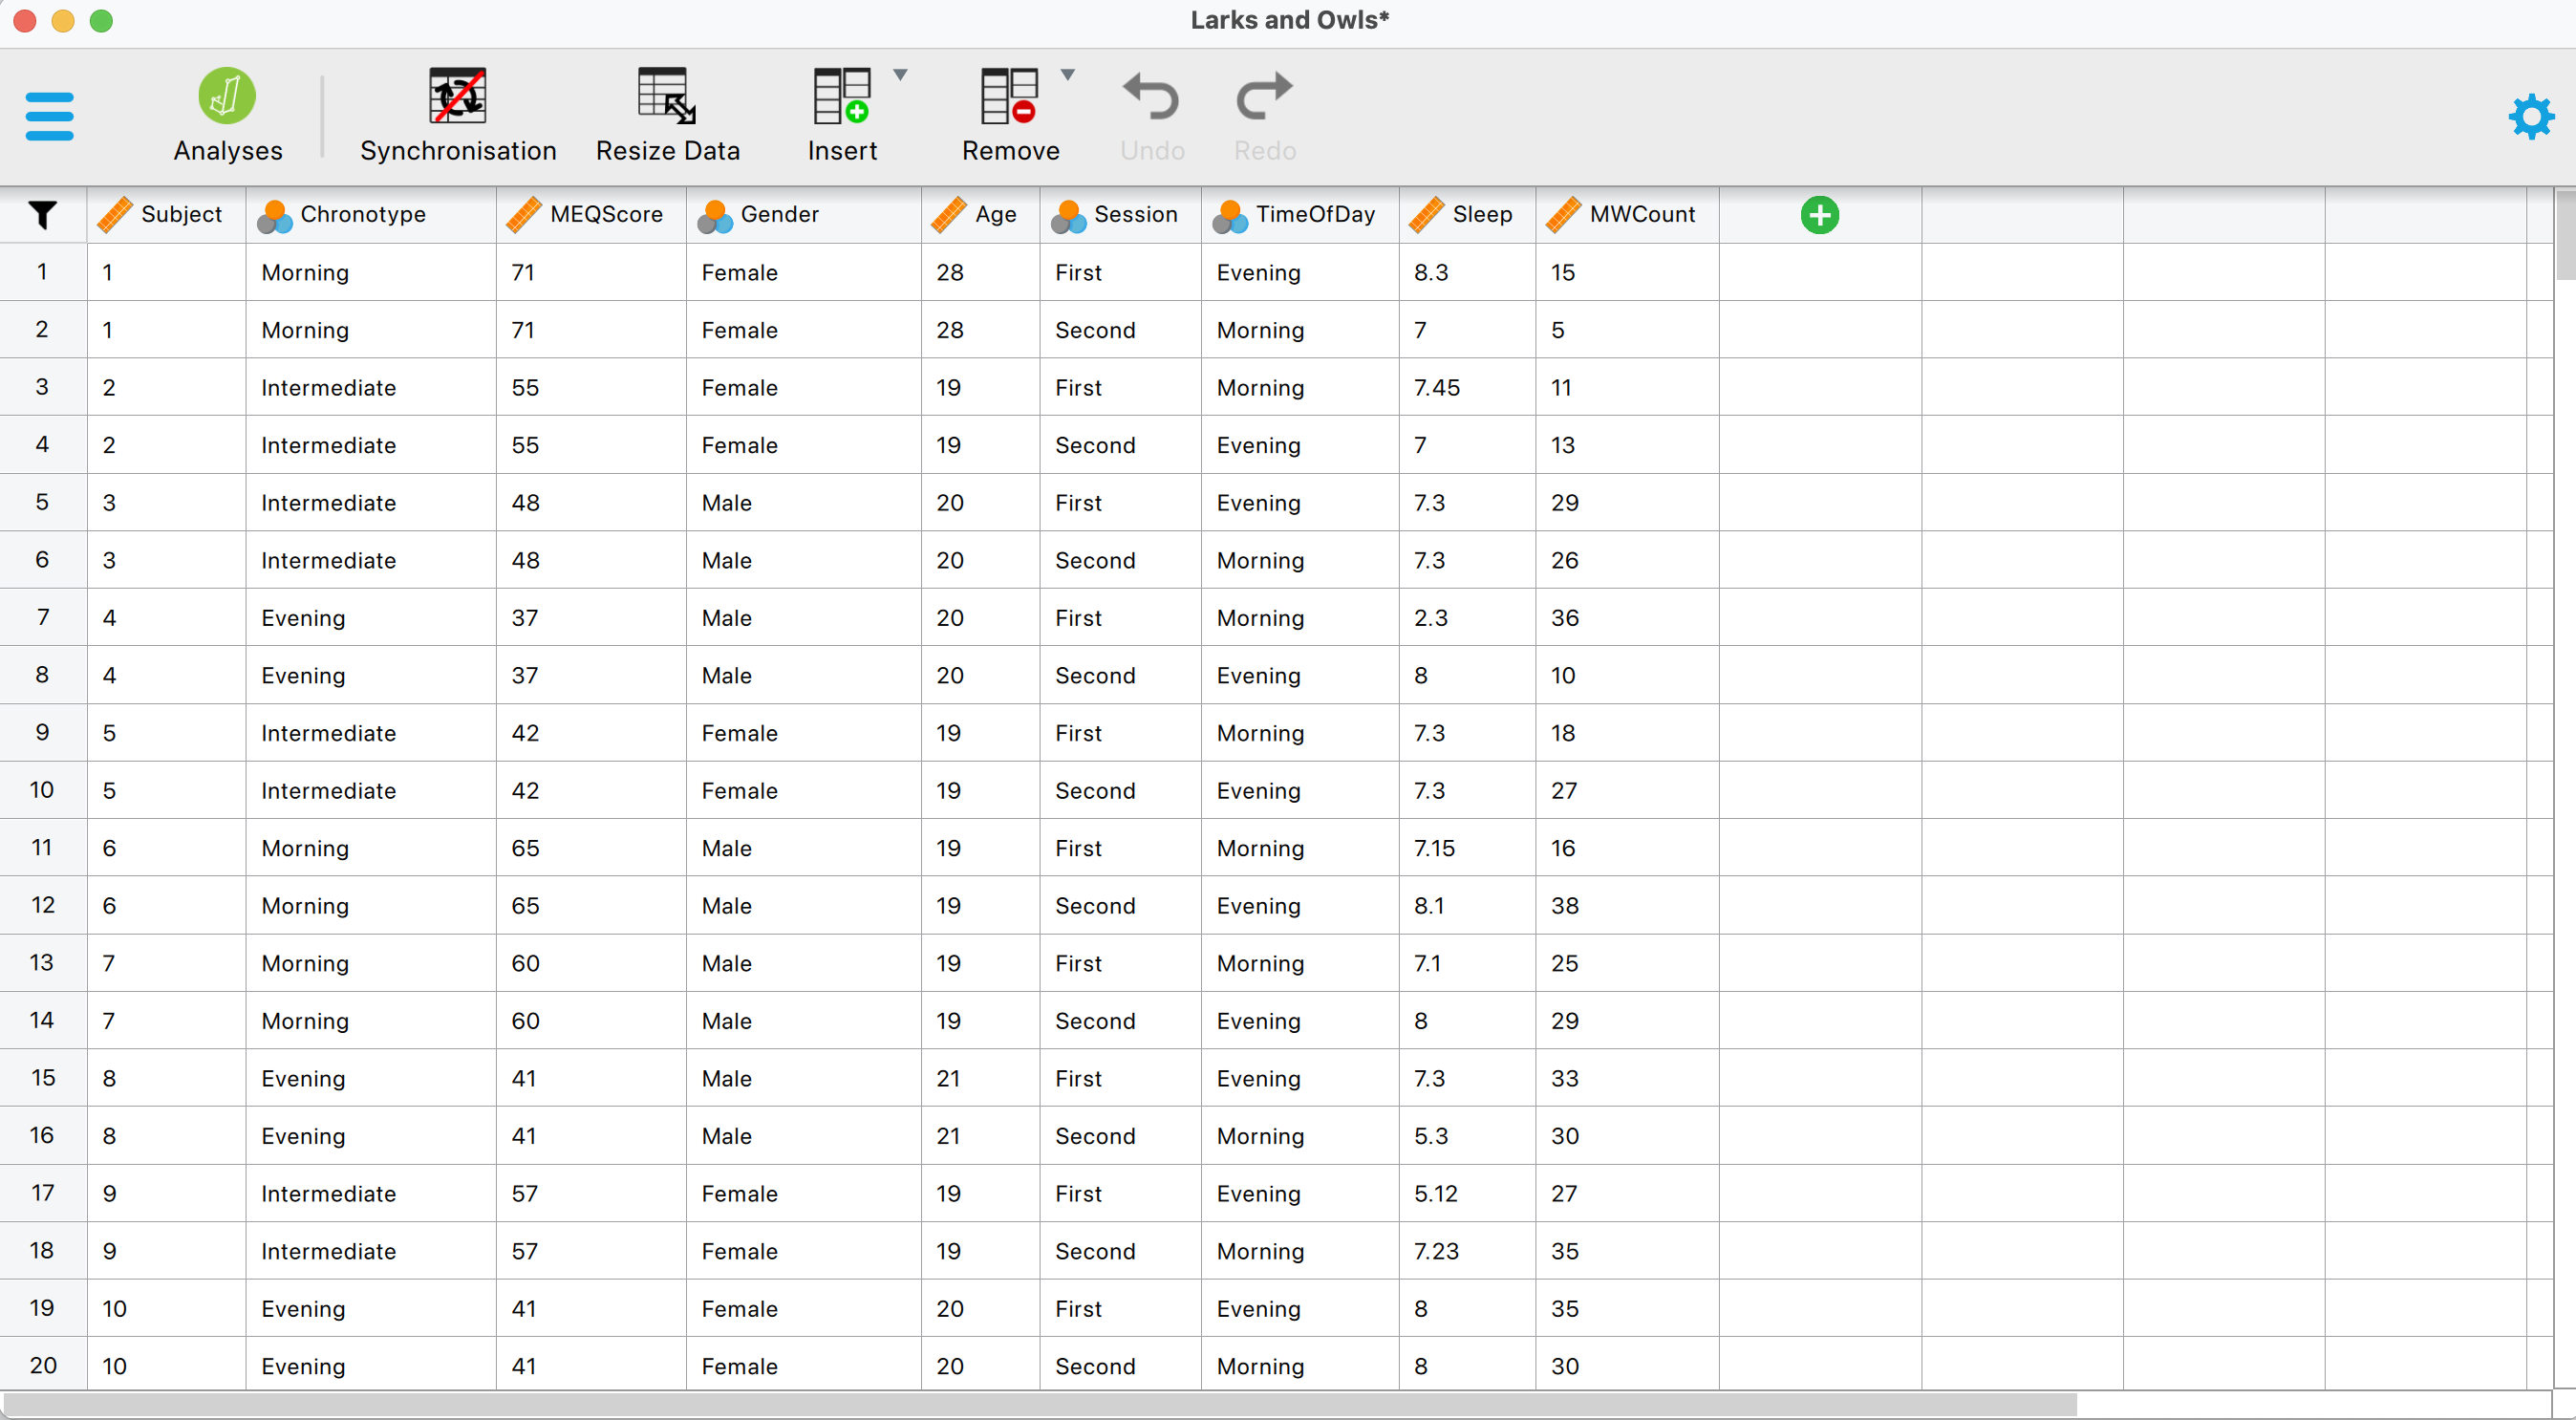 Larks and Owls*
Analyses Synchronisation Resize Data Insert Remove Undo Redo
Subject Chronotype MEQScore Gender Age Session TimeOfDay Sleep MWCount
1 1 Morning 71 Female 28 First Evening 8.3 15
2 1 Morning 71 Female 28 Second Morning 7 5
3 2 Intermediate 55 Female 19 First Morning 7.45 11
4 2 Intermediate 55 Female 19 Second Evening 7 13
5 3 Intermediate 48 Male 20 First Evening 7.3 29
6 3 Intermediate 48 Male 20 Second Morning 7.3 26
7 4 Evening 37 Male 20 First Morning 2.3 36
8 4 Evening 37 Male 20 Second Evening 8 10
9 5 Intermediate 42 Female 19 First Morning 7.3 18
10 5 Intermediate 42 Female 19 Second Evening 7.3 27
11 6 Morning 65 Male 19 First Morning 7.15 16
12 6 Morning 65 Male 19 Second Evening 8.1 38
13 7 Morning 60 Male 19 First Morning 7.1 25
14 7 Morning 60 Male 19 Second Evening 8 29
15 8 Evening 41 Male 21 First Evening 7.3 33
16 8 Evening 41 Male 21 Second Morning 5.3 30
17 9 Intermediate 57 Female 19 First Evening 5.12 27
18 9 Intermediate 57 Female 19 Second Morning 7.23 35
19 10 Evening 41 Female 20 First Evening 8 35
20 10 Evening 41 Female 20 Second Morning 8 30